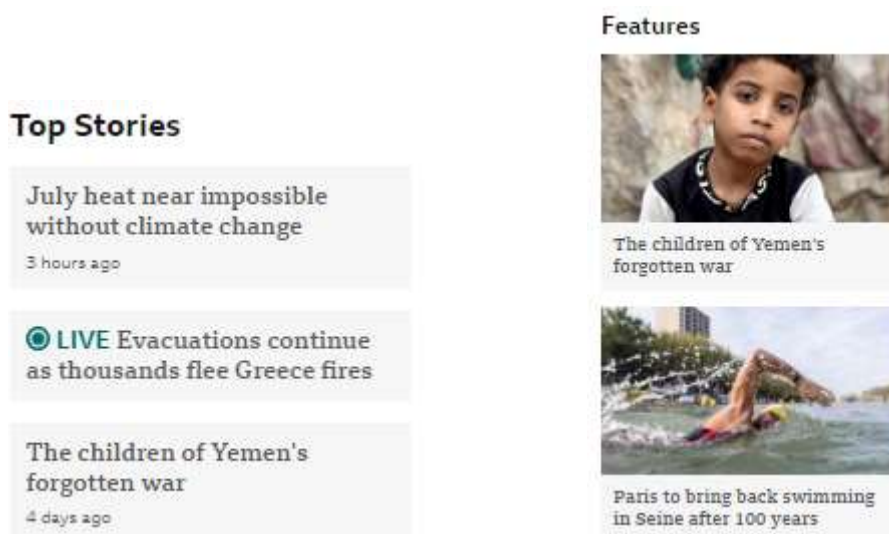 Top Stories
July heat near impossible
without climate change
3 hours ago
LIVE Evacuations continue
as thousands flee Greece fires
The children of Yemen's
forgotten war
4 days ago
Features
The children of Yemen's
forgotten war
Paris to bring back swimming
in Seine after 100 years